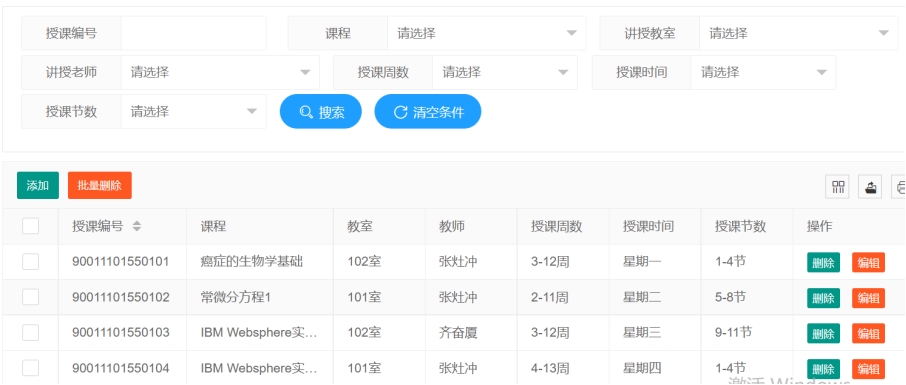 授课编号 课程 请选择 讲授教室 请选择
讲授老师 请选择 授课周数 请选择 授课时间 请选择
授课节数 请选择 搜索 清空条件
添加 批量删除
授课编号 课程 教室 教师 授课周数 授课时间 授课节数 操作
90011101550101 癌症的生物学基础 102室 张灶冲 3-12周 星期一 1-4节 删除 编辑
90011101550102 常微分方程1 101室 张灶冲 2-11周 星期二 5-8节 删除 编辑
90011101550103 IBM Websphere实... 102室 齐奋厦 3-12周 星期三 9-11节 删除 编辑
90011101550104 IBM Websphere实... 101室 张灶冲 4-13周 星期四 1-4节 删除 编辑
激活 Windows